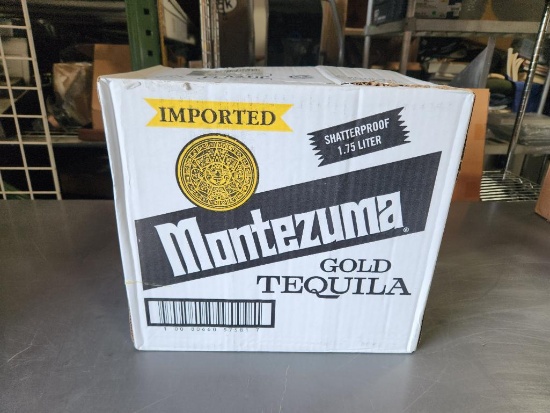 IMPORTED
SHATTERPROOF
1.75 LITER
Montezuma®
GOLD
TEQUILA